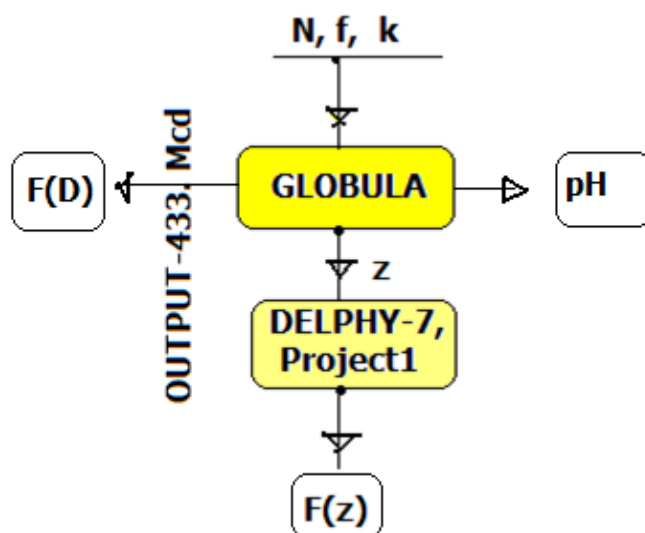 N, f, k
OUTPUT-433. Mcd
F(D)
GLOBULA
pH
z
DELPHY-7,
Project1
F(z)